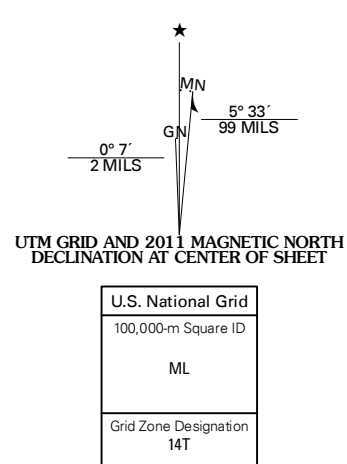 ★
MN
5° 33´
GN
99 MILS
0° 7´
2 MILS
UTM GRID AND 2011 MAGNETIC NORTH
DECLINATION AT CENTER OF SHEET
U.S. National Grid
100,000-m Square ID
ML
Grid Zone Designation
14T